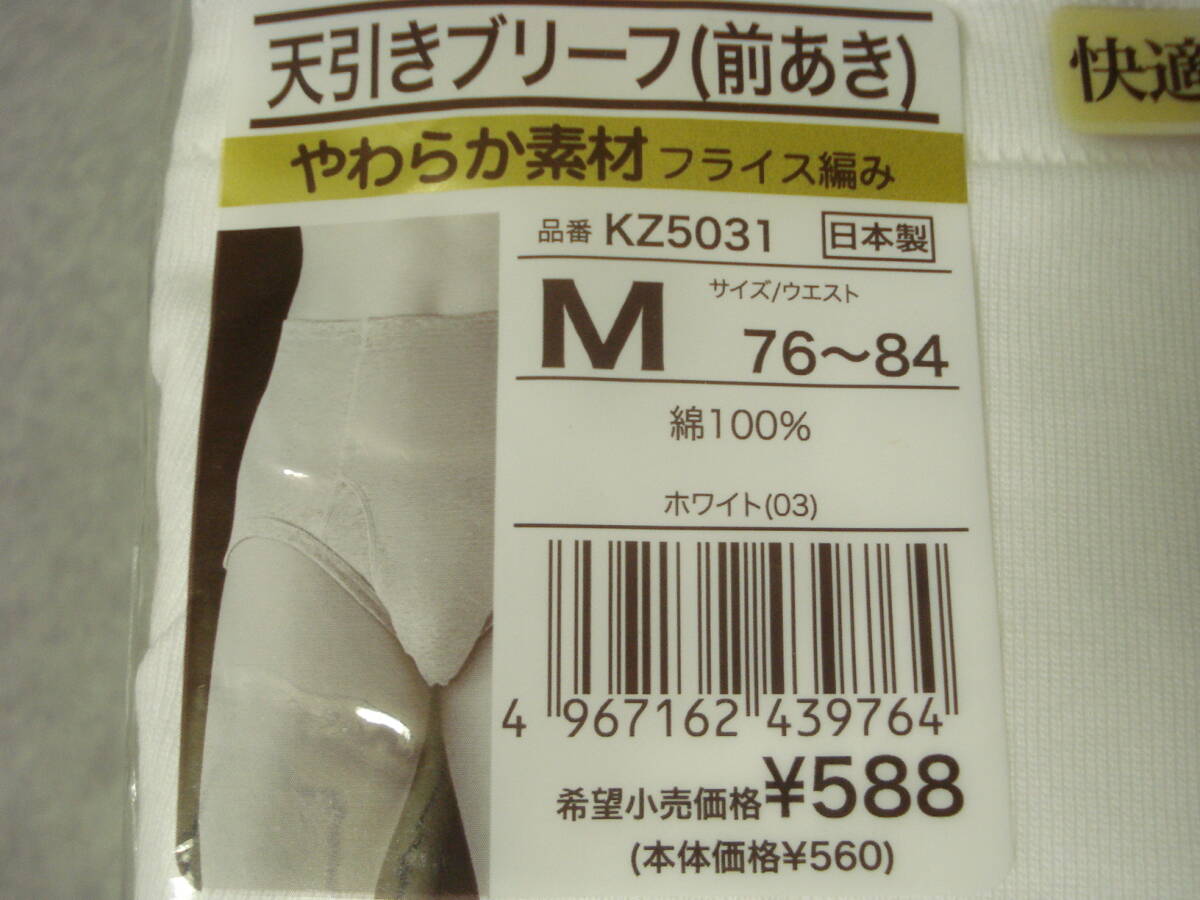 天引きブリーフ(前あき)
快適
やわらか素材 フライス編み
品番 KZ5031 日本製
サイズ/ウエスト
M 76〜84
綿100%
ホワイト(03)
4 967162 439764
希望小売価格¥588
(本体価格¥560)